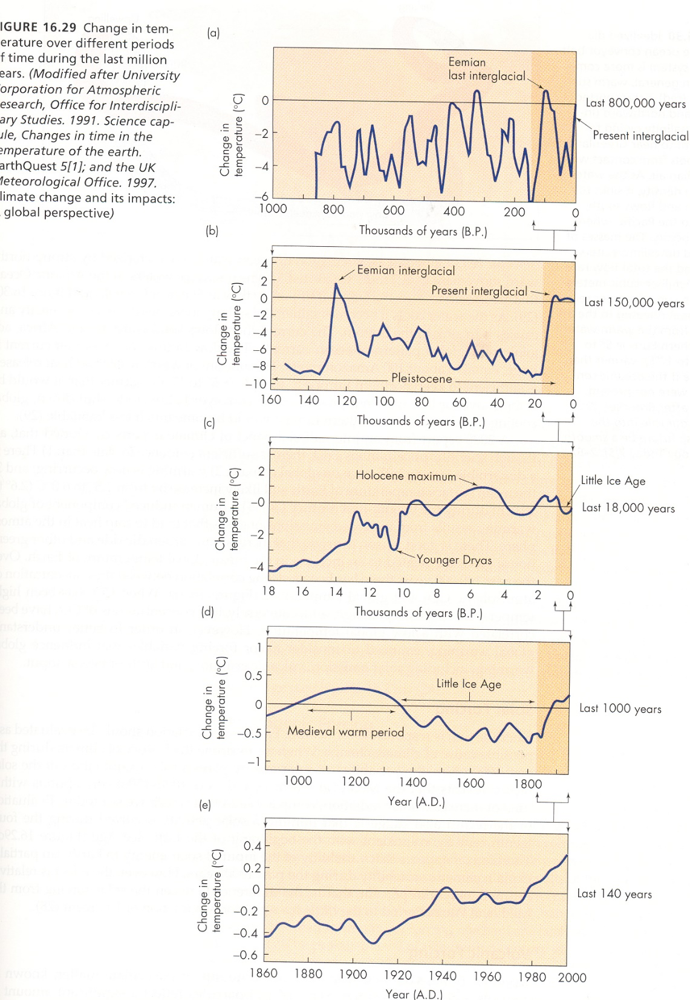 IGURE 16.29 Change in tem-
erature over different periods
f time during the last million
ears. (Modified after University
orporation for Atmospheric
esearch, Office for Interdiscipli-
ary Studies. 1991. Science cap-
ule, Changes in time in the
emperature of the earth.
arthQuest 5[1]; and the UK
Meteorological Office. 1997.
limate change and its impacts:
global perspective)
(a)
Change in
temperature (°C)
0
−2
−4
−6
Eemian
last interglacial
Last 800,000 years
Present interglacial
1000 800 600 400 200 0
Thousands of years (B.P.)
(b)
Change in
temperature (°C)
4
2
0
−2
−4
−6
−8
−10
Eemian interglacial
Present interglacial
Last 150,000 years
Pleistocene
160 140 120 100 80 60 40 20 0
Thousands of years (B.P.)
(c)
Change in
temperature (°C)
2
−0
−2
−4
Holocene maximum
Little Ice Age
Last 18,000 years
Younger Dryas
18 16 14 12 10 8 6 4 2 0
Thousands of years (B.P.)
(d)
Change in
temperature (°C)
1
0.5
0
−0.5
−1
Little Ice Age
Last 1000 years
Medieval warm period
1000 1200 1400 1600 1800
Year (A.D.)
(e)
Change in
temperature (°C)
0.4
0.2
0
−0.2
−0.4
−0.6
Last 140 years
1860 1880 1900 1920 1940 1960 1980 2000
Year (A.D.)